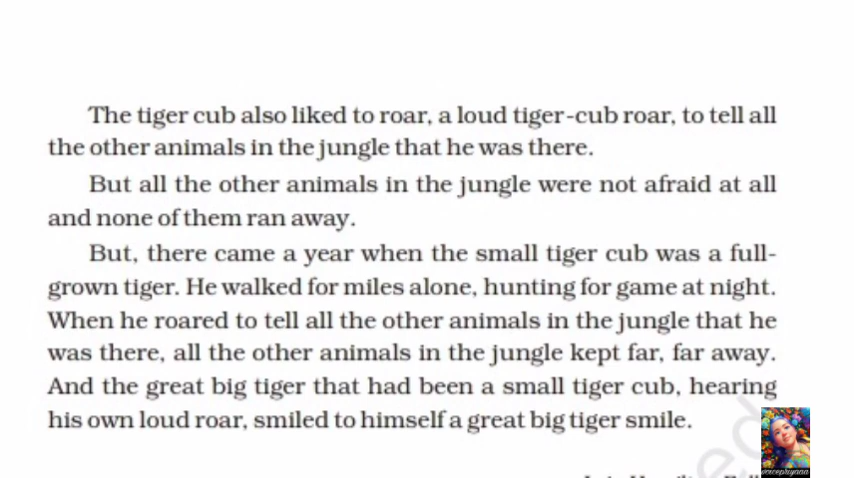 The tiger cub also liked to roar, a loud tiger-cub roar, to tell all
the other animals in the jungle that he was there.
But all the other animals in the jungle were not afraid at all
and none of them ran away.
But, there came a year when the small tiger cub was a full-
grown tiger. He walked for miles alone, hunting for game at night.
When he roared to tell all the other animals in the jungle that he
was there, all the other animals in the jungle kept far, far away.
And the great big tiger that had been a small tiger cub, hearing
his own loud roar, smiled to himself a great big tiger smile.